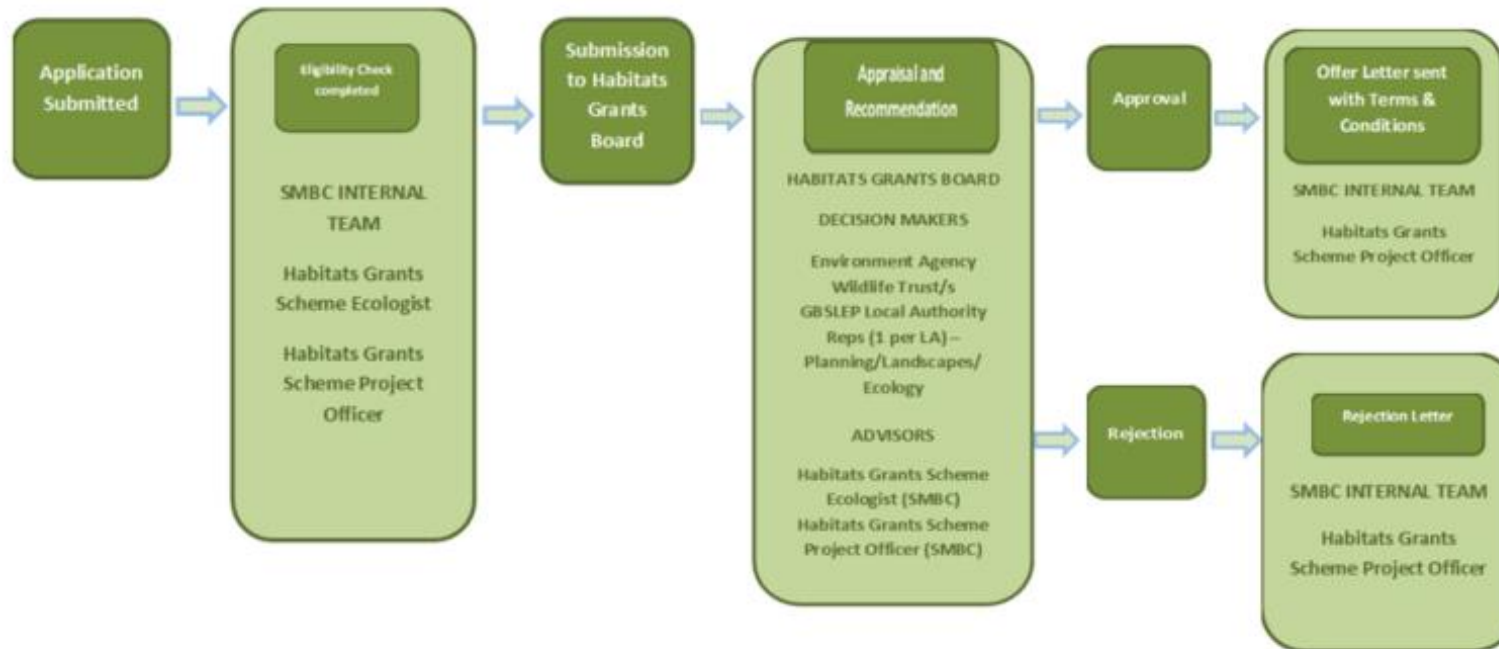 Application
Submitted
Eligibility Check
completed
SMBC INTERNAL
TEAM
Habitats Grants
Scheme Ecologist
Habitats Grants
Scheme Project
Officer
Submission
to Habitats
Grants
Board
Appraisal and
Recommendation
HABITATS GRANTS BOARD
DECISION MAKERS
Environment Agency
Wildlife Trust/s
GBSLEP Local Authority
Reps (1 per LA) –
Planning/Landscapes/
Ecology
ADVISORS
Habitats Grants Scheme
Ecologist (SMBC)
Habitats Grants Scheme
Project Officer (SMBC)
Approval
Offer Letter sent
with Terms &
Conditions
SMBC INTERNAL TEAM
Habitats Grants
Scheme Project Officer
Rejection
Rejection Letter
SMBC INTERNAL TEAM
Habitats Grants
Scheme Project Officer